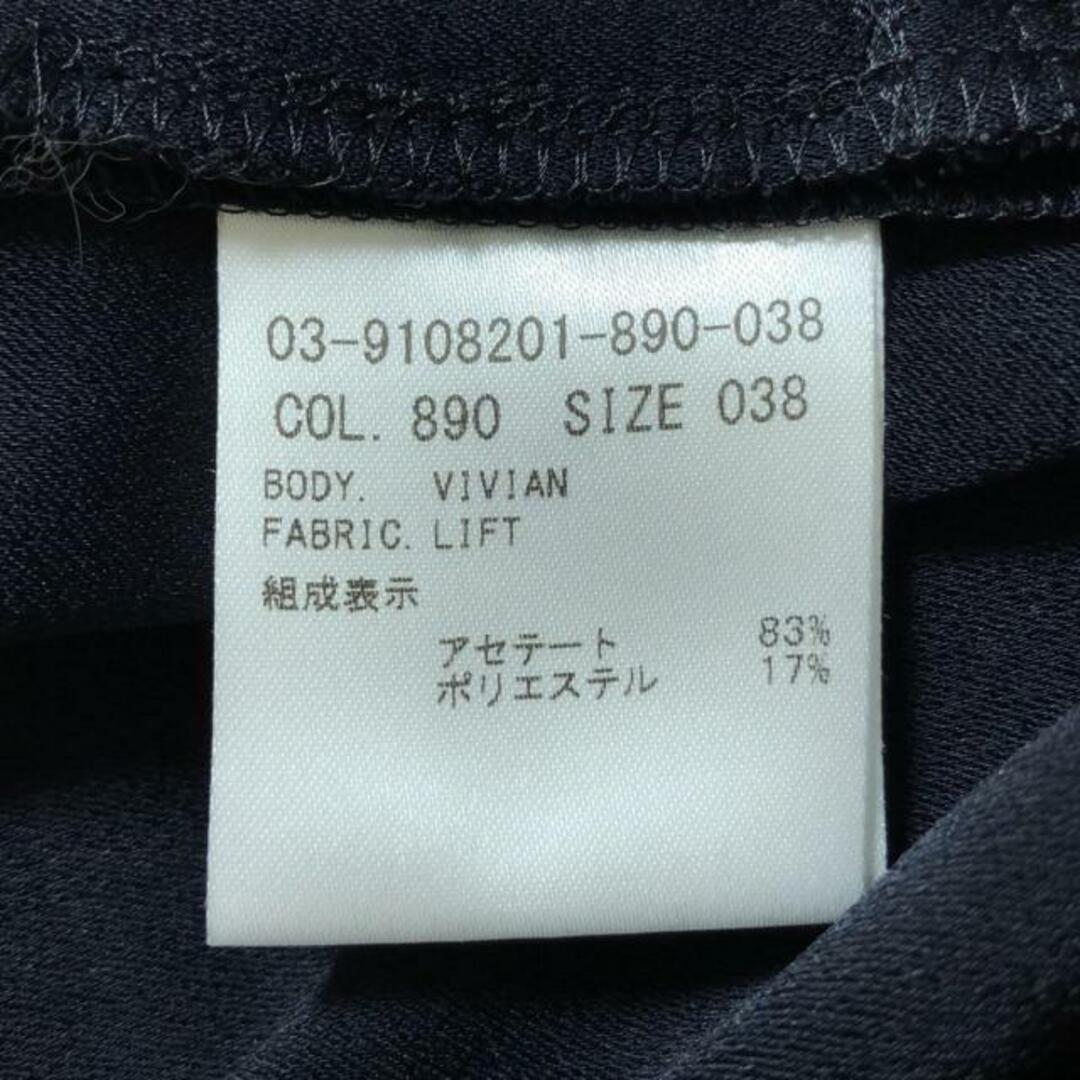 03-9108201-890-038
COL. 890 SIZE 038
BODY. VIVIAN
FABRIC. LIFT
組成表示
アセテート 83%
ポリエステル 17%